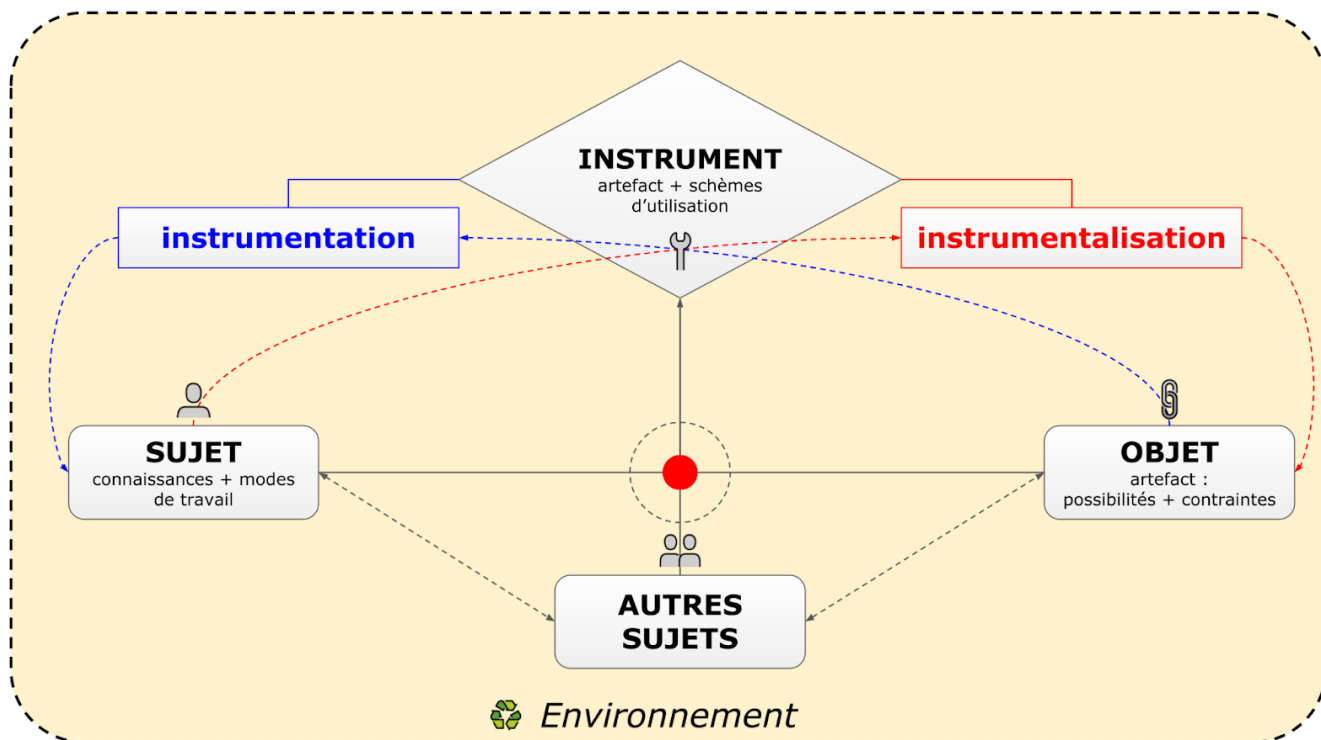 INSTRUMENT
artefact + schèmes
d’utilisation
instrumentation
instrumentalisation
SUJET
connaissances + modes
de travail
OBJET
artefact :
possibilités + contraintes
AUTRES
SUJETS
Environnement